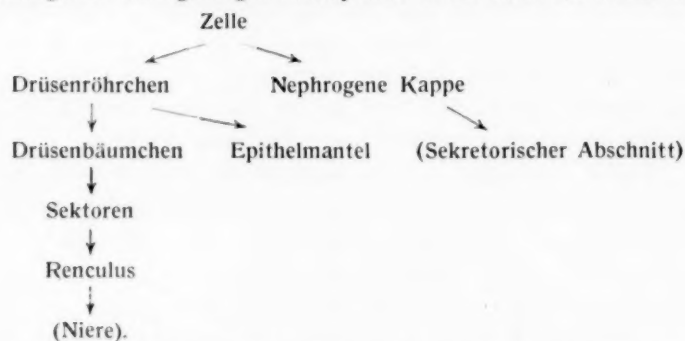 Zelle
Drüsenröhrchen Nephrogene Kappe
Drüsenbäumchen Epithelmantel (Sekretorischer Abschnitt)
Sektoren
Renculus
(Niere).